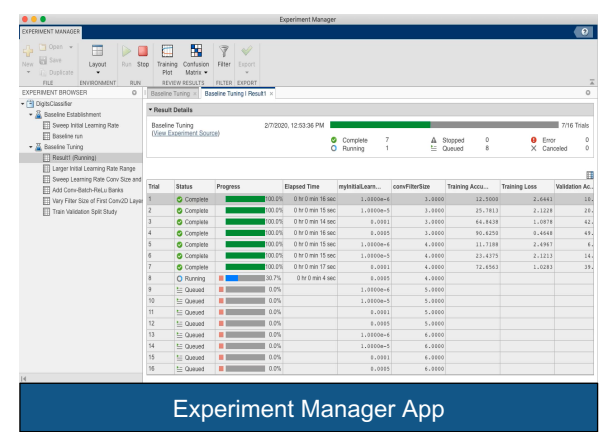 Experiment Manager
EXPERIMENT MANAGER
New Open Save Duplicate Layout Run Stop Training Plot Confusion Matrix Filter Export
FILE ENVIRONMENT RUN REVIEW RESULTS FILTER EXPORT
EXPERIMENT BROWSER
Baseline Tuning × Baseline Tuning | Result1 ×
DigitsClassifier
Baseline Establishment
Sweep Initial Learning Rate
Baseline run
Baseline Tuning
Result1 (Running)
Larger Initial Learning Rate Range
Sweep Learning Rate Conv Size and
Add Conv-Batch-ReLu Banks
Vary Filter Size of First Conv2D Layer
Train Validation Split Study
Result Details
Baseline Tuning 2/7/2020, 12:53:36 PM 7/16 Trials
(View Experiment Source)
Complete 7 Stopped 0 Error 0
Running 1 Queued 8 Canceled 0
Trial Status Progress Elapsed Time myInitialLearn... convFilterSize Training Accu... Training Loss Validation Ac..
1 Complete 100.0% 0 hr 0 min 16 sec 1.0000e-6 3.0000 12.5000 2.6441 10.
2 Complete 100.0% 0 hr 0 min 15 sec 1.0000e-5 3.0000 25.7813 2.1228 20.
3 Complete 100.0% 0 hr 0 min 14 sec 0.0001 3.0000 64.8438 1.0878 42.
4 Complete 100.0% 0 hr 0 min 16 sec 0.0005 3.0000 90.6250 0.4648 49.
5 Complete 100.0% 0 hr 0 min 15 sec 1.0000e-6 4.0000 11.7188 2.4967 6.
6 Complete 100.0% 0 hr 0 min 15 sec 1.0000e-5 4.0000 23.4375 2.1213 14.
7 Complete 100.0% 0 hr 0 min 17 sec 0.0001 4.0000 72.6563 1.0283 39.
8 Running 30.7% 0 hr 0 min 4 sec 0.0005 4.0000
9 Queued 0.0% 1.0000e-6 5.0000
10 Queued 0.0% 1.0000e-5 5.0000
11 Queued 0.0% 0.0001 5.0000
12 Queued 0.0% 0.0005 5.0000
13 Queued 0.0% 1.0000e-6 6.0000
14 Queued 0.0% 1.0000e-5 6.0000
15 Queued 0.0% 0.0001 6.0000
16 Queued 0.0% 0.0005 6.0000
Experiment Manager App